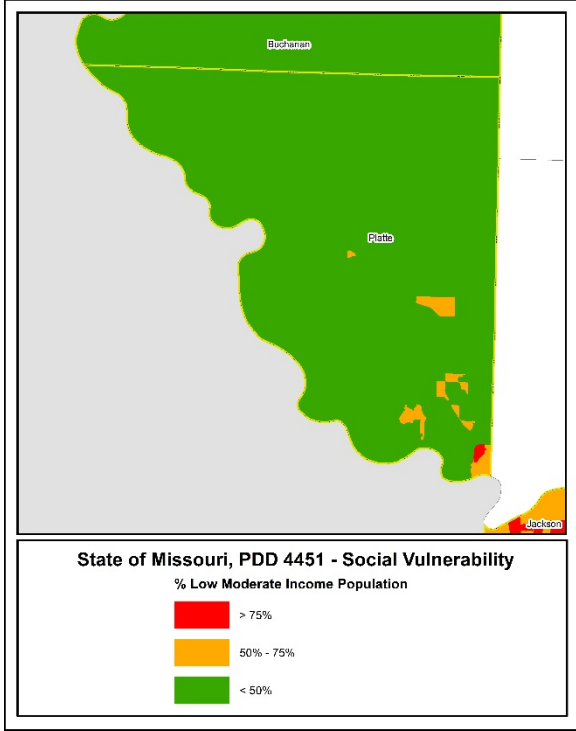 Buchanan
Platte
Jackson
State of Missouri, PDD 4451 - Social Vulnerability
% Low Moderate Income Population
> 75%
50% - 75%
< 50%